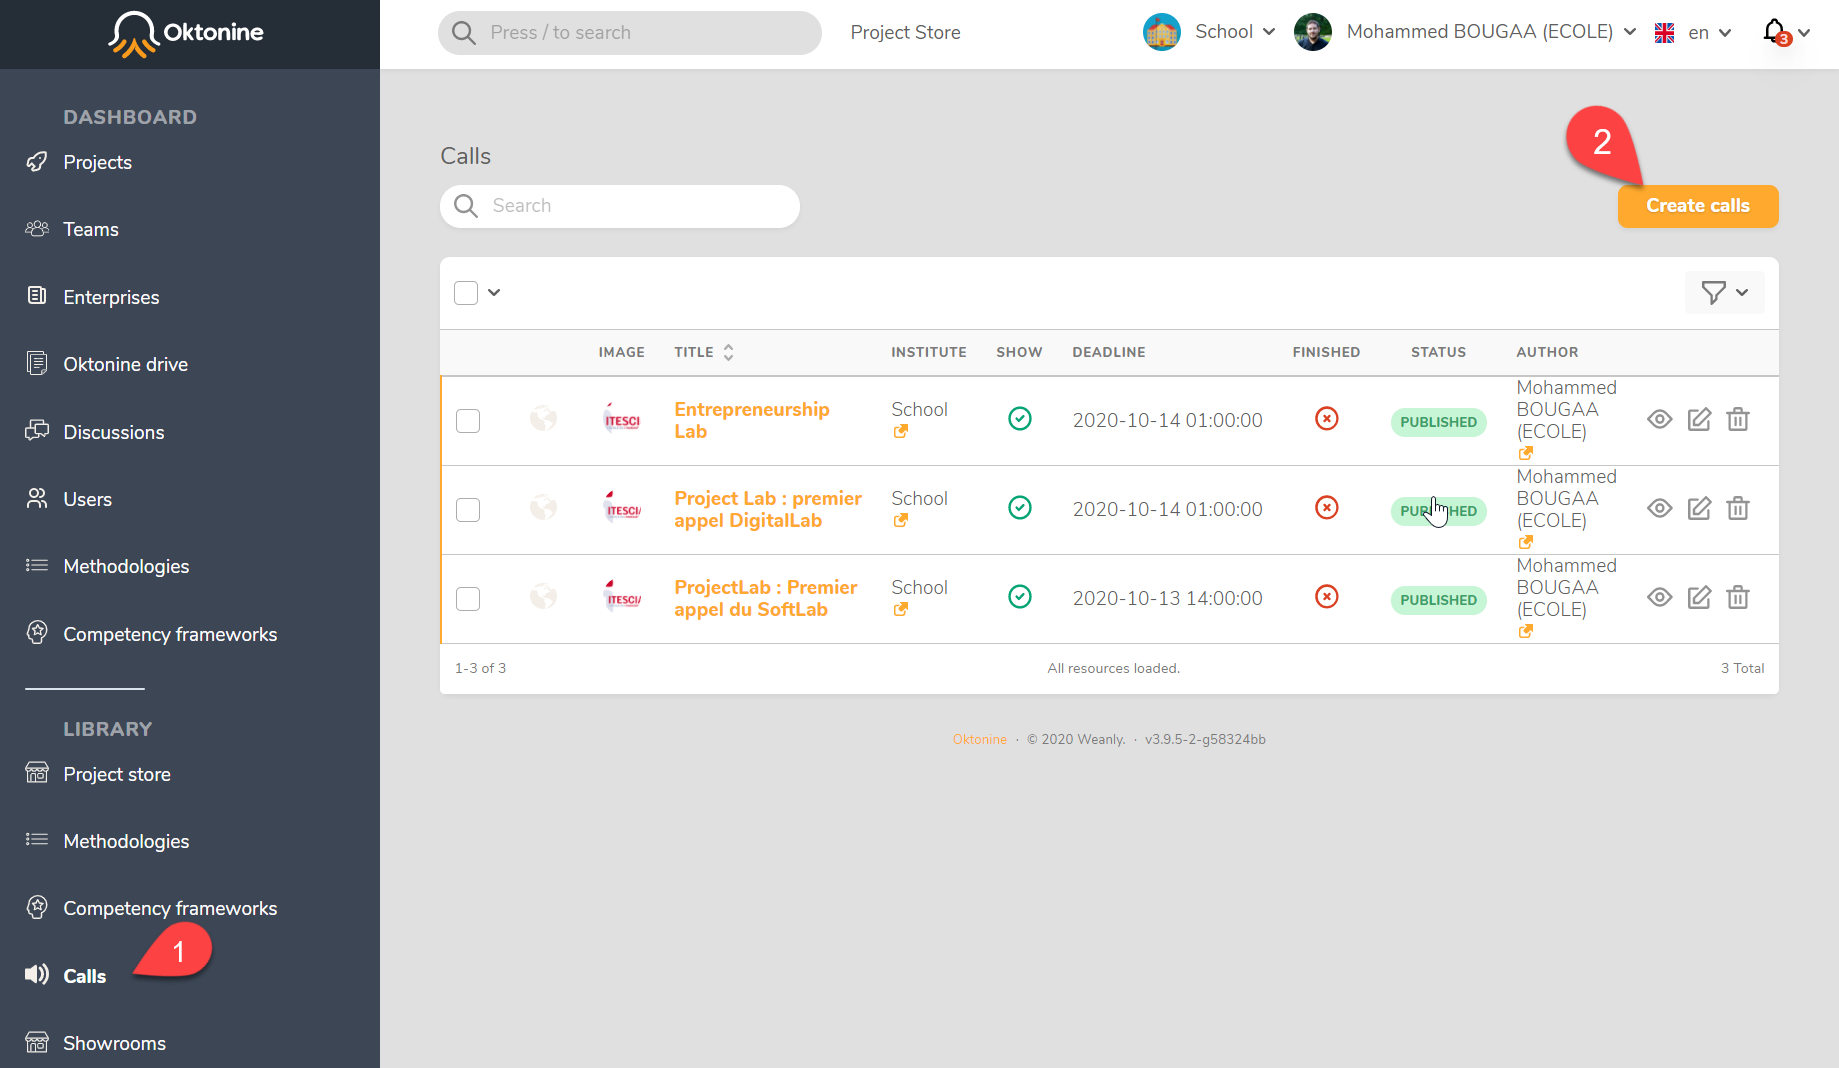 Oktonine
Press / to search
Project Store
School
Mohammed BOUGAA (ECOLE)
en
3
DASHBOARD
Projects
Teams
Enterprises
Oktonine drive
Discussions
Users
Methodologies
Competency frameworks
LIBRARY
Project store
Methodologies
Competency frameworks
1
Calls
Showrooms
Calls
2
Search
Create calls
IMAGE TITLE INSTITUTE SHOW DEADLINE FINISHED STATUS AUTHOR
ITESCI
Entrepreneurship
Lab
School
2020-10-14 01:00:00
PUBLISHED
Mohammed
BOUGAA
(ECOLE)
ITESCI
Project Lab : premier
appel DigitalLab
School
2020-10-14 01:00:00
Mohammed
BOUGAA
(ECOLE)
ITESCI
ProjectLab : Premier
appel du SoftLab
School
2020-10-13 14:00:00
PUBLISHED
Mohammed
BOUGAA
(ECOLE)
1-3 of 3
All resources loaded.
3 Total
Oktonine · © 2020 Weanly. · v3.9.5-2-g58324bb